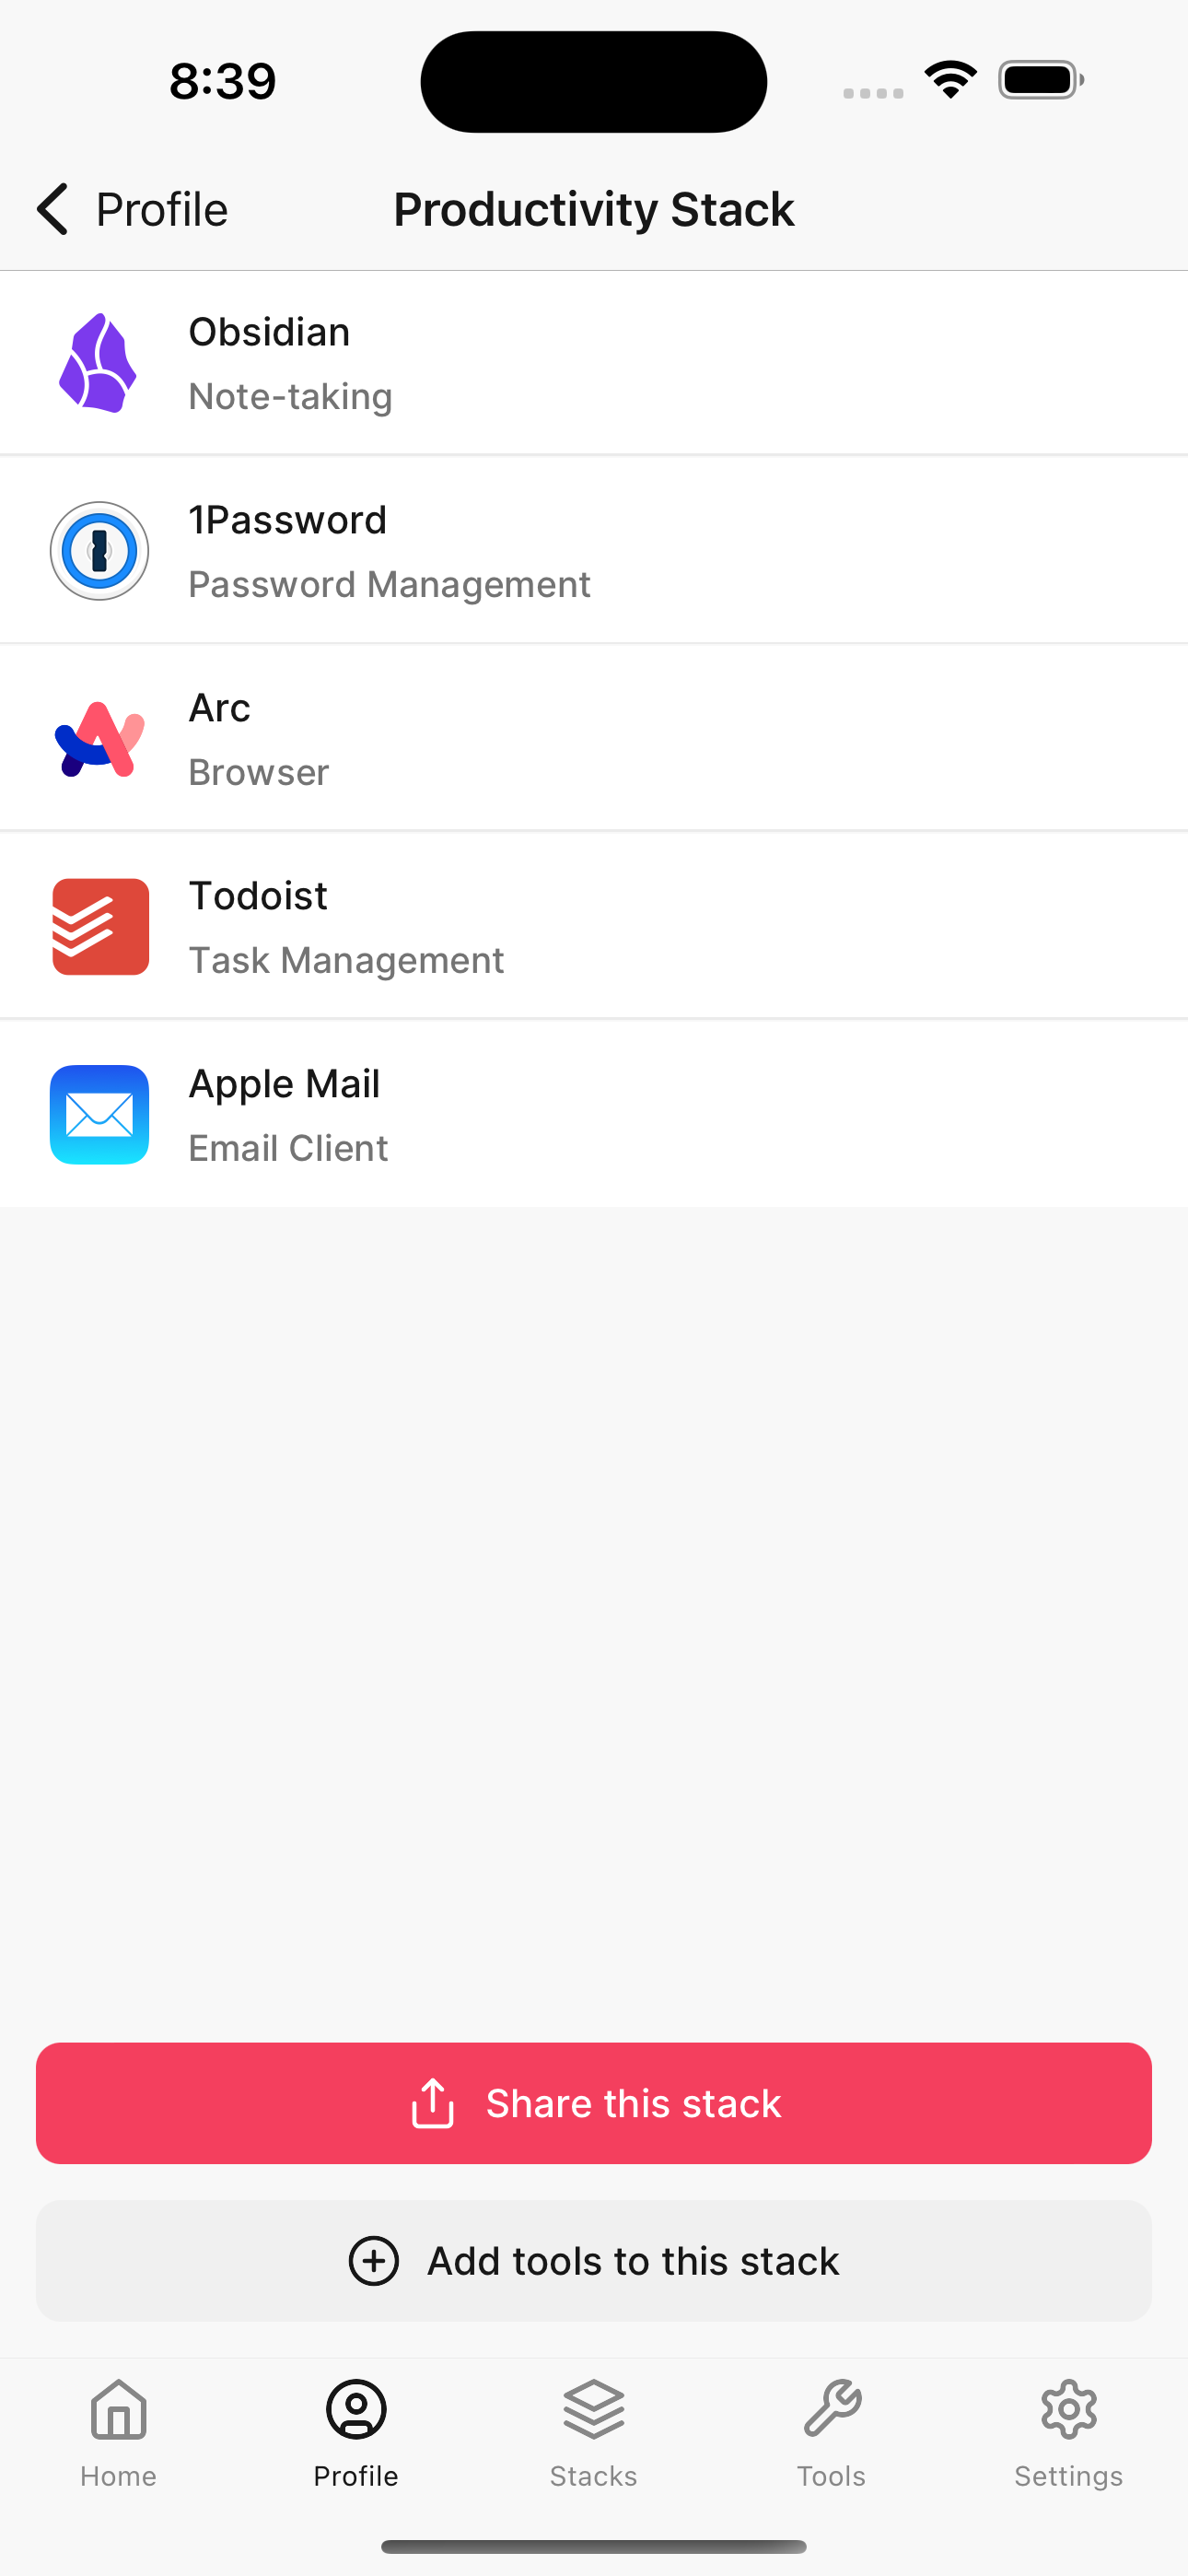 8:39
Profile
Productivity Stack
Obsidian
Note-taking
1Password
Password Management
Arc
Browser
Todoist
Task Management
Apple Mail
Email Client
Share this stack
Add tools to this stack
Home
Profile
Stacks
Tools
Settings